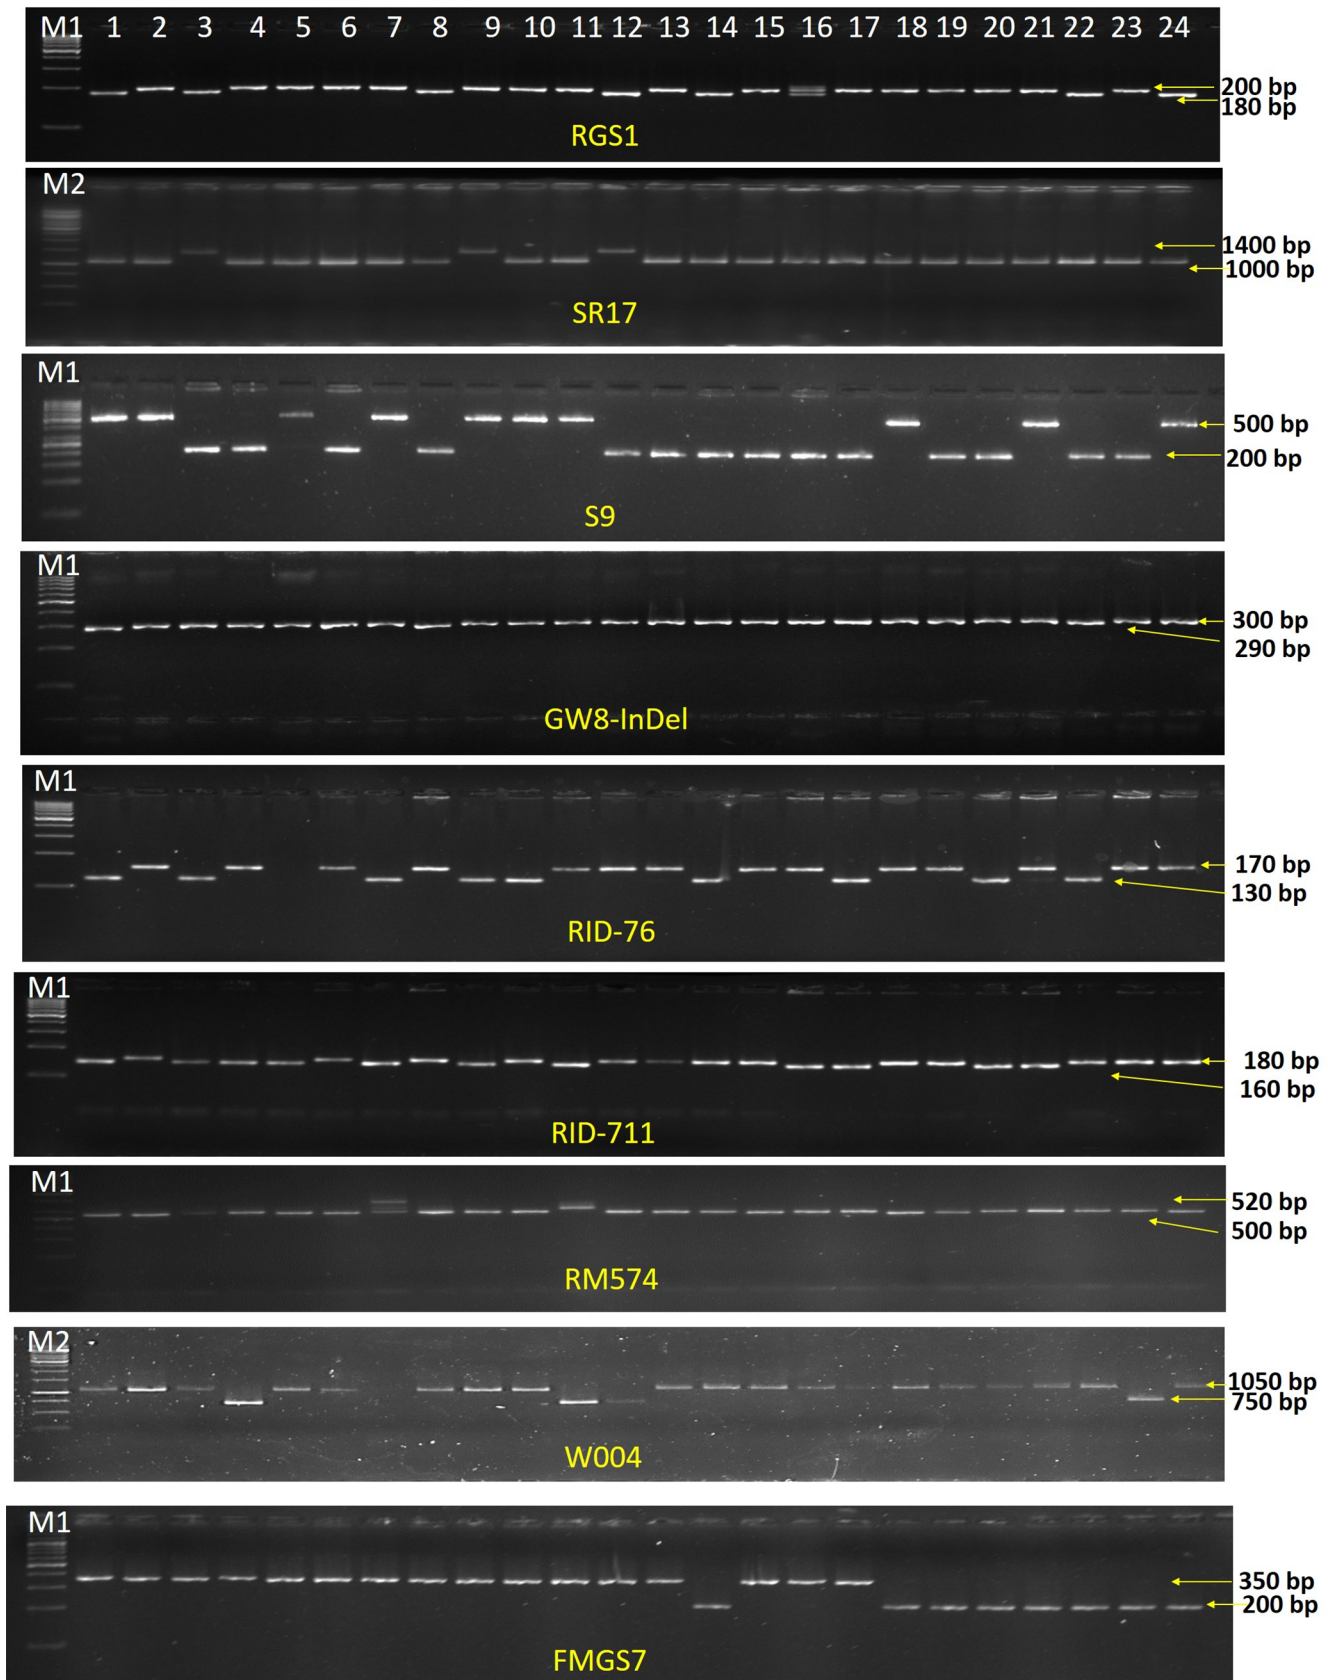 M1 1 2 3 4 5 6 7 8 9 10 11 12 13 14 15 16 17 18 19 20 21 22 23 24
200 bp
180 bp
RGS1
M2
1400 bp
1000 bp
SR17
M1
500 bp
200 bp
S9
M1
300 bp
290 bp
GW8-InDel
M1
170 bp
130 bp
RID-76
M1
180 bp
160 bp
RID-711
M1
520 bp
500 bp
RM574
M2
1050 bp
750 bp
W004
M1
350 bp
200 bp
FMGS7